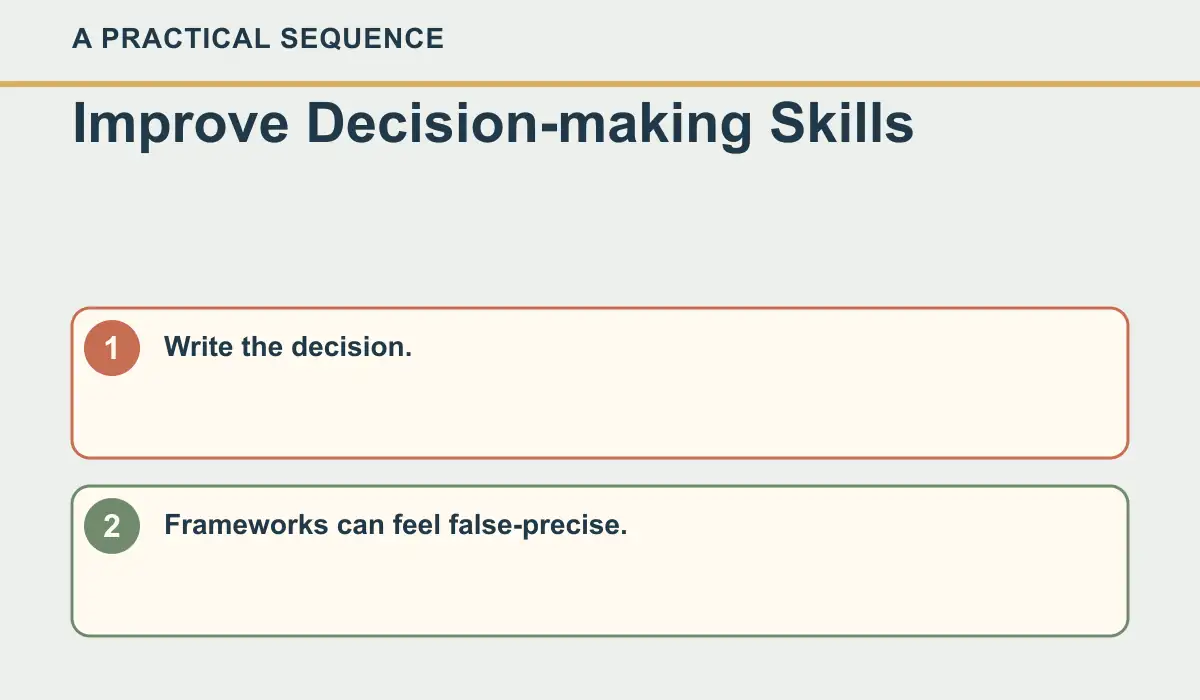 A PRACTICAL SEQUENCE
Improve Decision-making Skills
1 Write the decision.
2 Frameworks can feel false-precise.